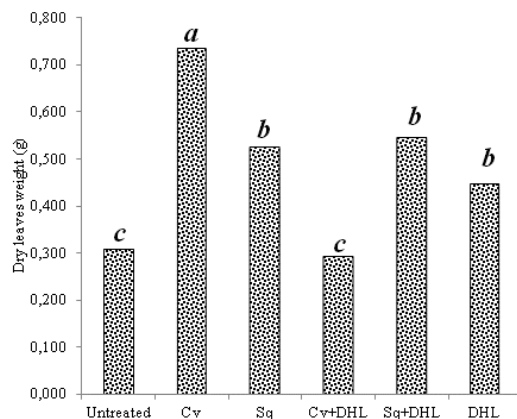 0,800
0,700
0,600
0,500
0,400
0,300
0,200
0,100
0,000
Dry leaves weight (g)
c
a
b
c
b
b
Untreated
Cv
Sq
Cv+DHL
Sq+DHL
DHL